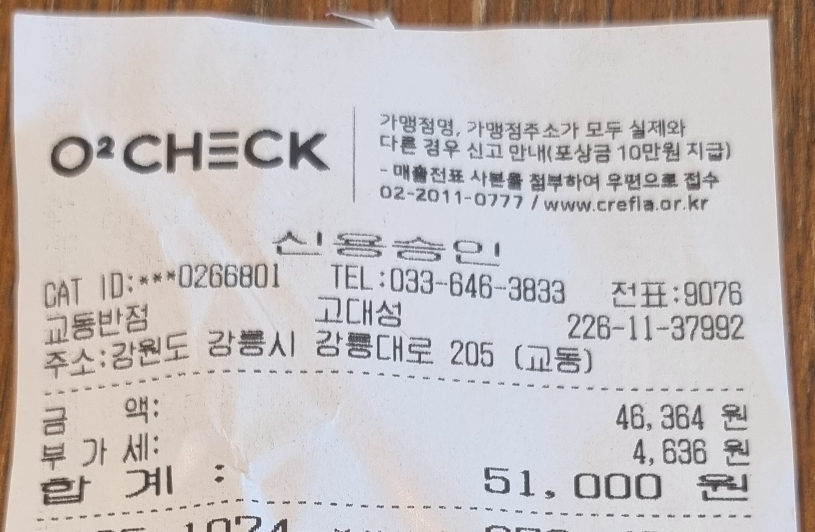 O²CHECK
가맹점명, 가맹점주소가 모두 실제와
다른 경우 신고 안내(포상금 10만원 지급)
- 매출전표 사본을 첨부하여 우편으로 접수
02-2011-0777 / www.crefia.or.kr
신용승인
CAT ID:***0266801 TEL:033-646-3833 전표:9076
교동반점 고대성 226-11-37992
주소:강원도 강릉시 강릉대로 205 (교동)
금 액: 46,364 원
부 가 세: 4,636 원
합 계 : 51,000 원